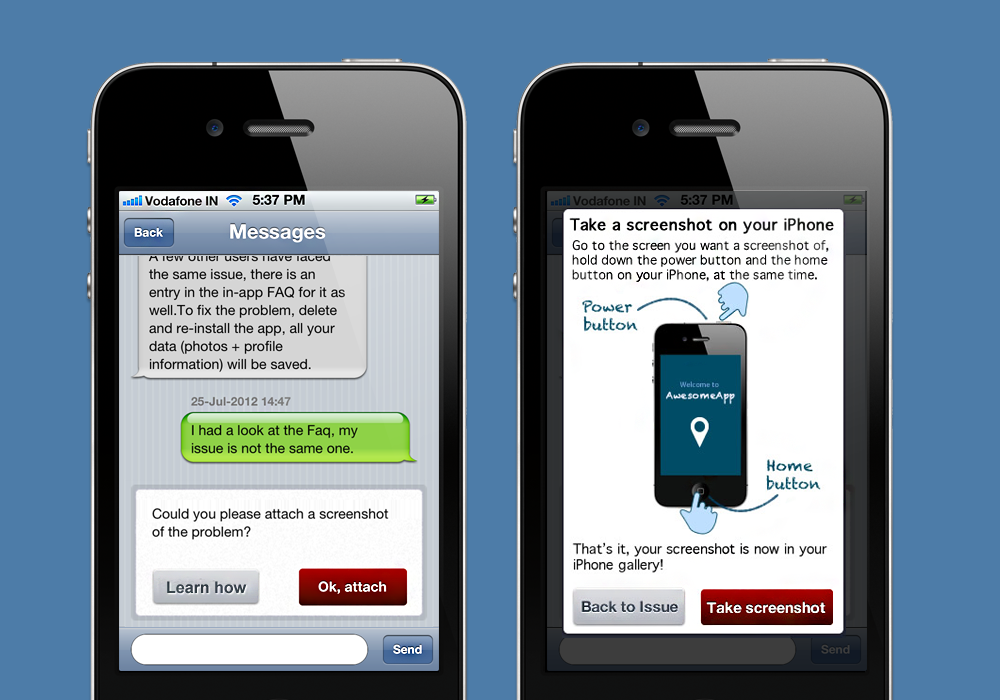 Vodafone IN 5:37 PM
Back
Messages
A few other users have faced
the same issue, there is an
entry in the in-app FAQ for it as
well.To fix the problem, delete
and re-install the app, all your
data (photos + profile
information) will be saved.
25-Jul-2012 14:47
I had a look at the Faq, my
issue is not the same one.
Could you please attach a screenshot
of the problem?
Learn how
Ok, attach
Send
Vodafone IN 5:37 PM
Take a screenshot on your iPhone
Go to the screen you want a screenshot of,
hold down the power button and the home
button on your iPhone, at the same time.
Power
button
Welcome to
AwesomeApp
Home
button
That's it, your screenshot is now in your
iPhone gallery!
Back to Issue
Take screenshot
Send